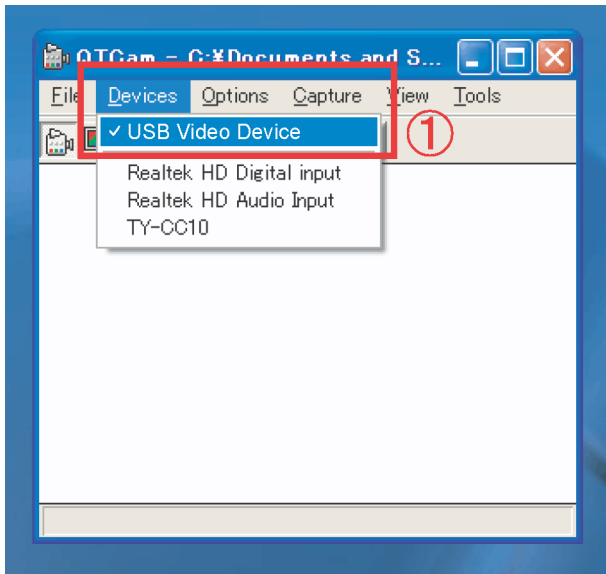 QTCam - C:¥Documents and S...
File Devices Options Capture View Tools
✓ USB Video Device
①
Realtek HD Digital input
Realtek HD Audio Input
TY-CC10